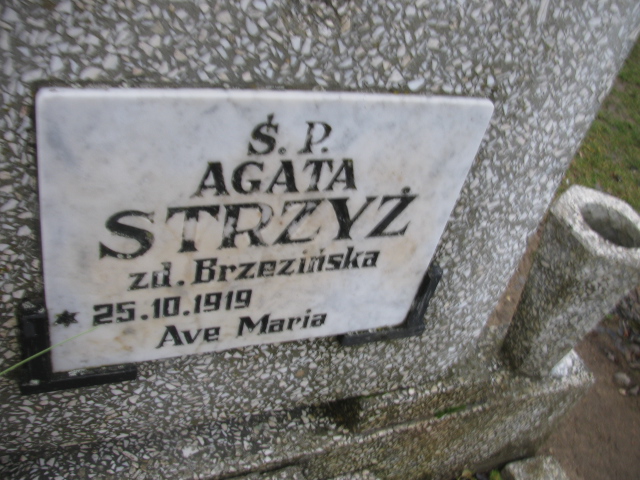 Ś. P.
AGATA
STRZYŻ
zd. Brzezińska
* 25.10.1919
Ave Maria